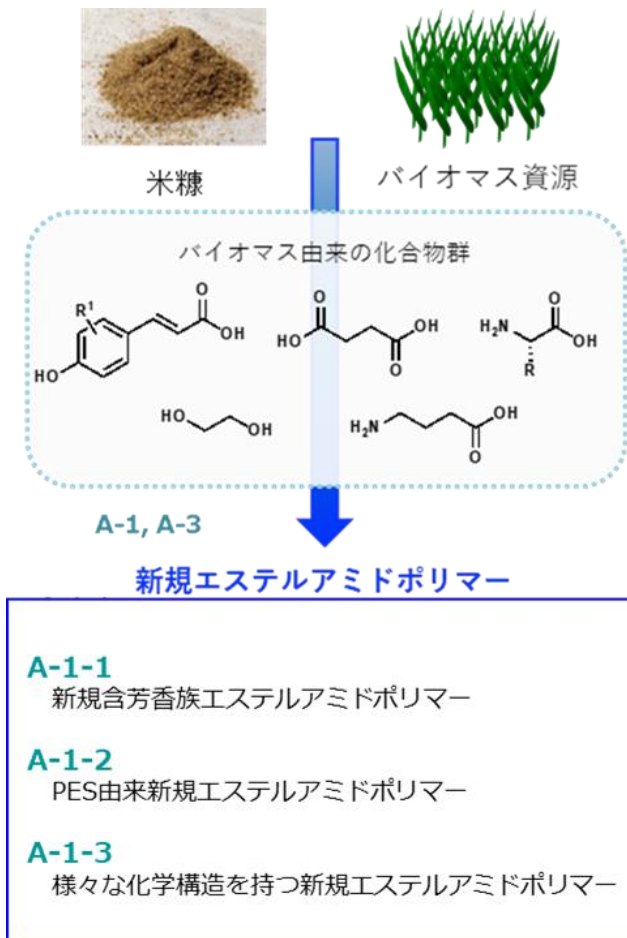 米糠
バイオマス資源
バイオマス由来の化合物群
R¹
O
OH
HO
O
HO
OH
O
H₂N
O
OH
R
HO
OH
H₂N
OH
O
A-1, A-3
新規エステルアミドポリマー
A-1-1
新規含芳香族エステルアミドポリマー
A-1-2
PES由来新規エステルアミドポリマー
A-1-3
様々な化学構造を持つ新規エステルアミドポリマー